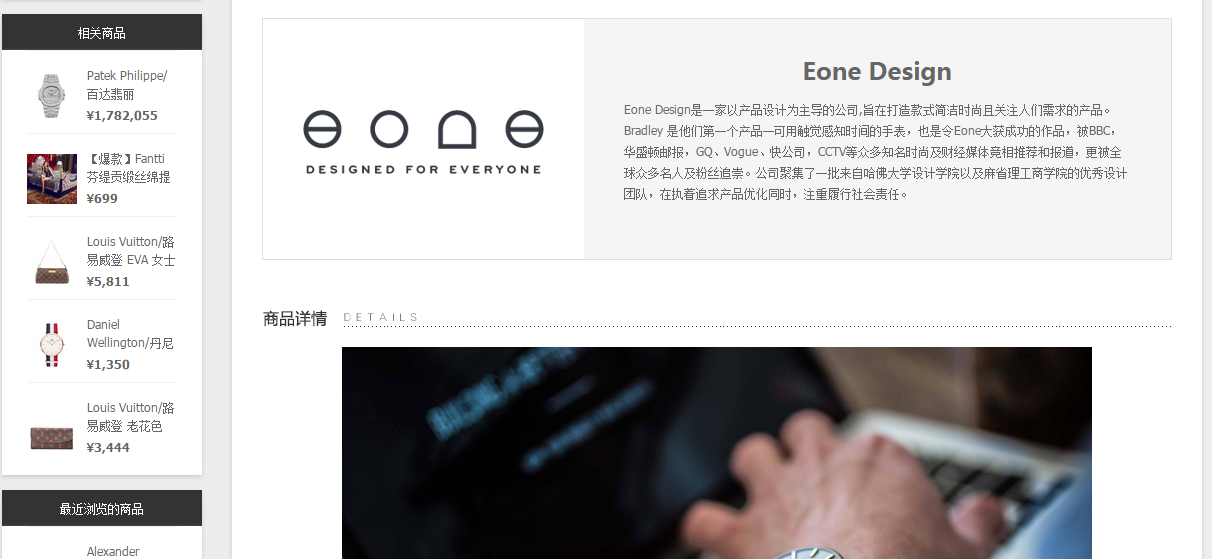 相关商品
Patek Philippe/
百达翡丽
¥1,782,055
【爆款】Fantti
芬缇贡缎丝绵提
¥699
Louis Vuitton/路
易威登 EVA 女士
¥5,811
Daniel
Wellington/丹尼
¥1,350
Louis Vuitton/路
易威登 老花色
¥3,444
最近浏览的商品
Alexander
eone
DESIGNED FOR EVERYONE
Eone Design
Eone Design是一家以产品设计为主导的公司,旨在打造款式简洁时尚且关注人们需求的产品。
Bradley 是他们第一个产品—可用触觉感知时间的手表，也是令Eone大获成功的作品，被BBC，
华盛顿邮报，GQ、Vogue、快公司，CCTV等众多知名时尚及财经媒体竞相推荐和报道，更被全
球众多名人及粉丝追崇。公司聚集了一批来自哈佛大学设计学院以及麻省理工商学院的优秀设计
团队，在执着追求产品优化同时，注重履行社会责任。
商品详情 DETAILS